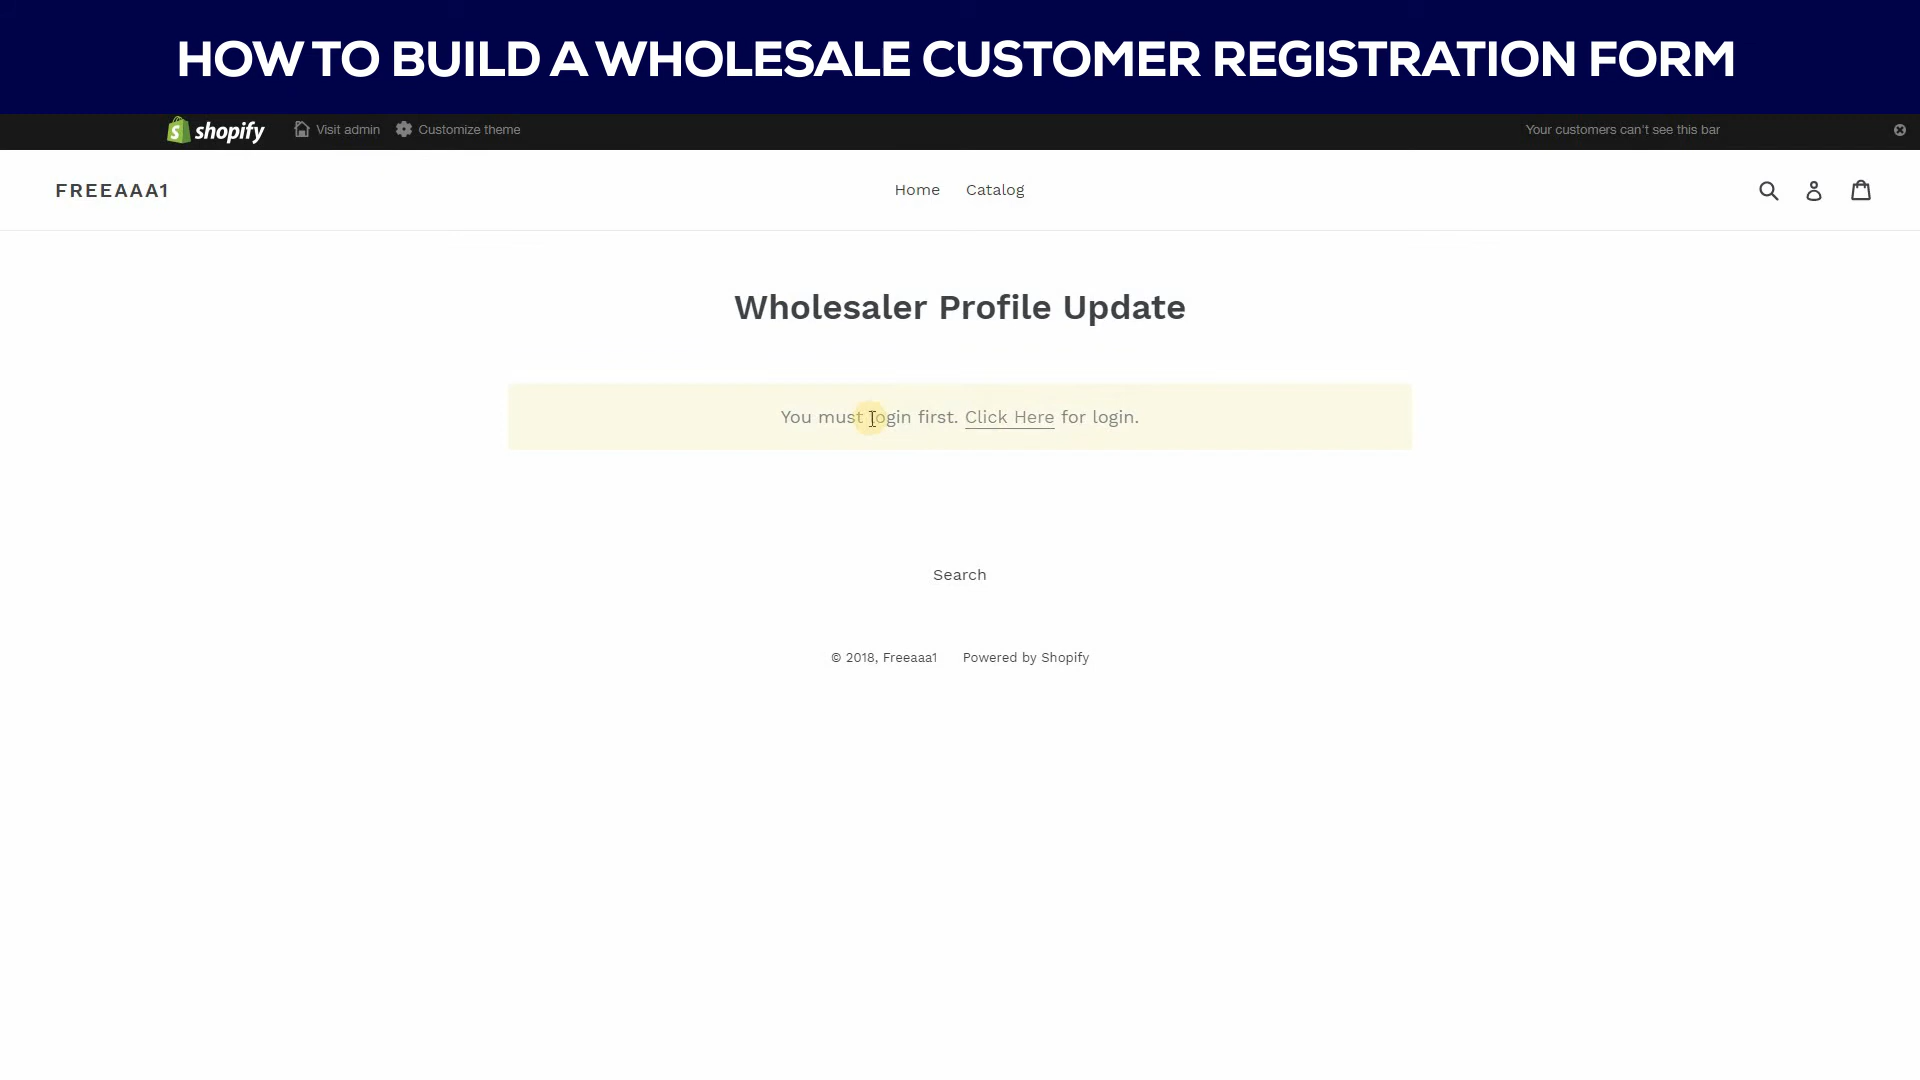 HOW TO BUILD A WHOLESALE CUSTOMER REGISTRATION FORM
shopify Visit admin Customize theme Your customers can't see this bar
FREEAAA1 Home Catalog
Wholesaler Profile Update
You must login first. Click Here for login.
Search
© 2018, Freeaaa1 Powered by Shopify